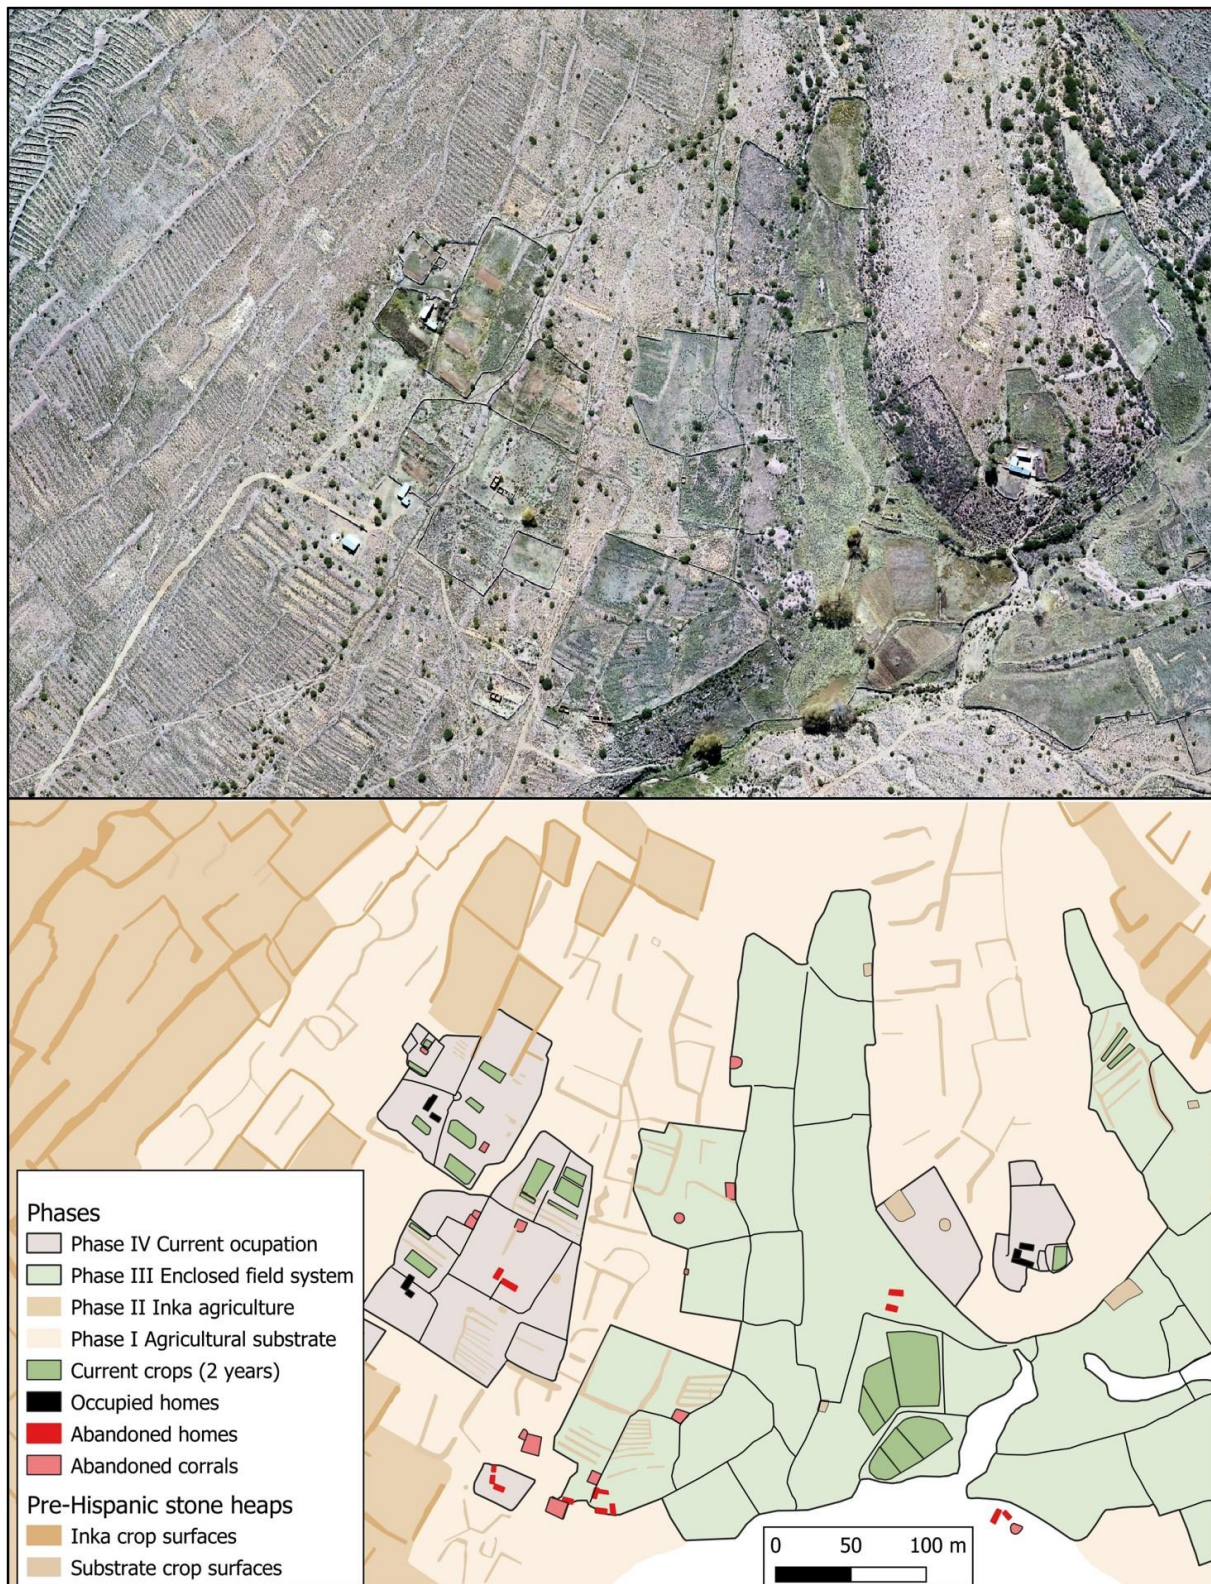 Phases
Phase IV Current ocupation
Phase III Enclosed field system
Phase II Inka agriculture
Phase I Agricultural substrate
Current crops (2 years)
Occupied homes
Abandoned homes
Abandoned corrals
Pre-Hispanic stone heaps
Inka crop surfaces
Substrate crop surfaces
0 50 100 m